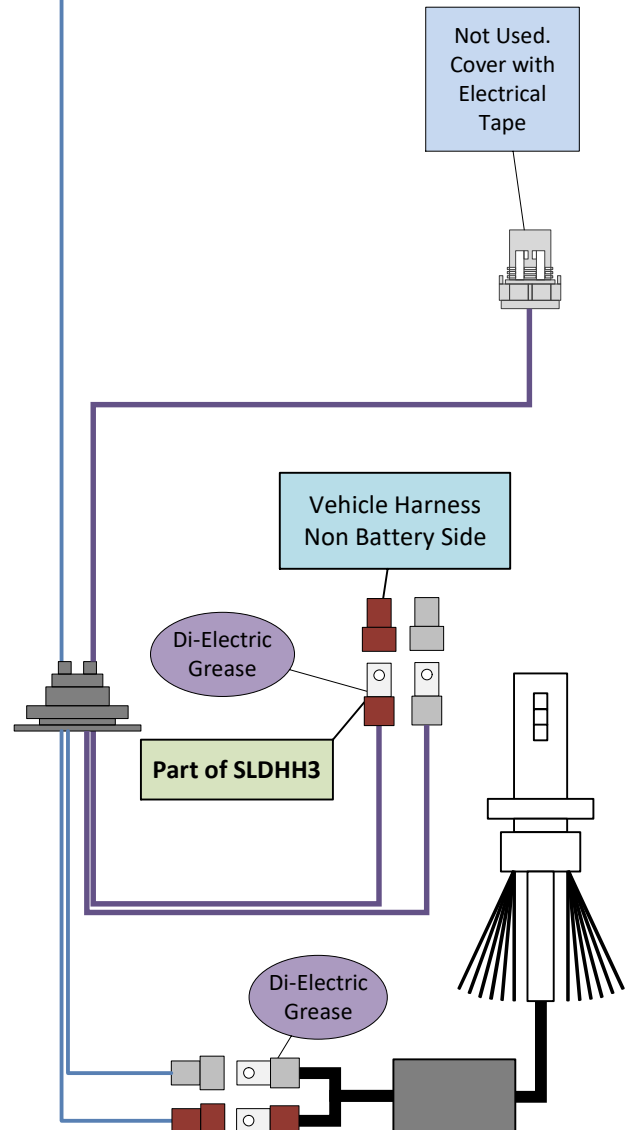 Not Used.
Cover with
Electrical
Tape
Vehicle Harness
Non Battery Side
Di-Electric
Grease
Part of SLDHH3
Di-Electric
Grease